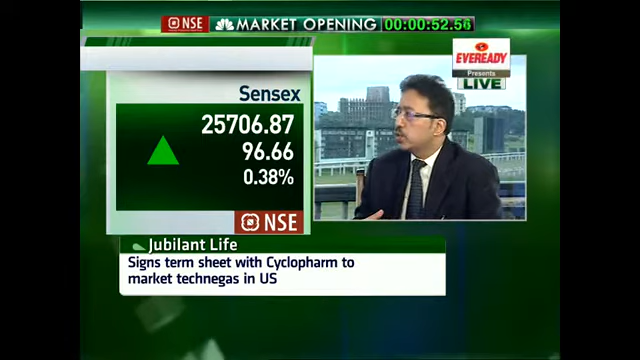 NSE
MARKET OPENING
00:00:52.56
EVEREADY
Presents
LIVE
Sensex
25706.87
96.66
0.38%
NSE
Jubilant Life
Signs term sheet with Cyclopharm to
market technegas in US